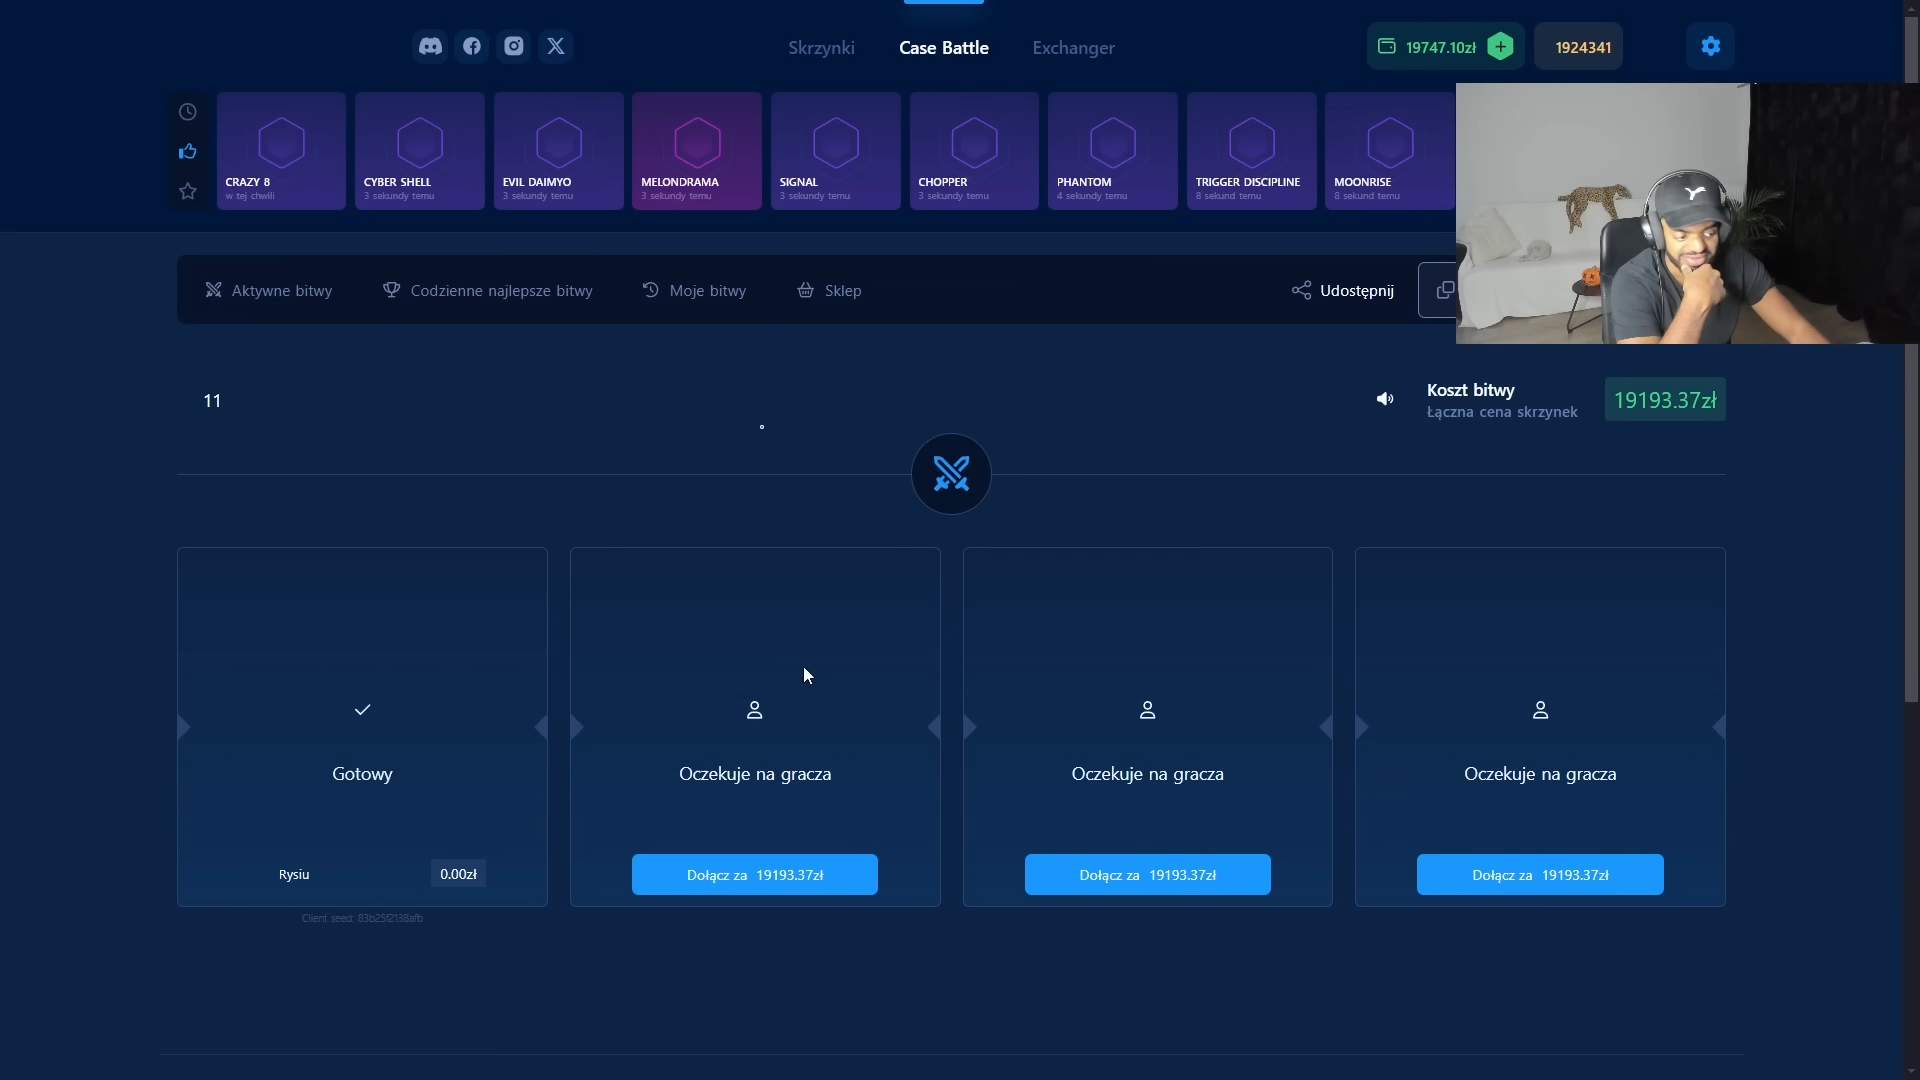 Skrzynki
Case Battle
Exchanger
19747.10zł
1924341
CRAZY 8
w tej chwili
CYBER SHELL
3 sekundy temu
EVIL DAIMYO
3 sekundy temu
MELONDRAMA
3 sekundy temu
SIGNAL
3 sekundy temu
CHOPPER
3 sekundy temu
PHANTOM
4 sekundy temu
TRIGGER DISCIPLINE
8 sekund temu
MOONRISE
8 sekund temu
Aktywne bitwy
Codzienne najlepsze bitwy
Moje bitwy
Sklep
Udostępnij
11
Koszt bitwy
Łączna cena skrzynek
19193.37zł
Gotowy
Rysiu
0.00zł
Client seed: 83b25f2138afb
Oczekuje na gracza
Dołącz za 19193.37zł
Oczekuje na gracza
Dołącz za 19193.37zł
Oczekuje na gracza
Dołącz za 19193.37zł